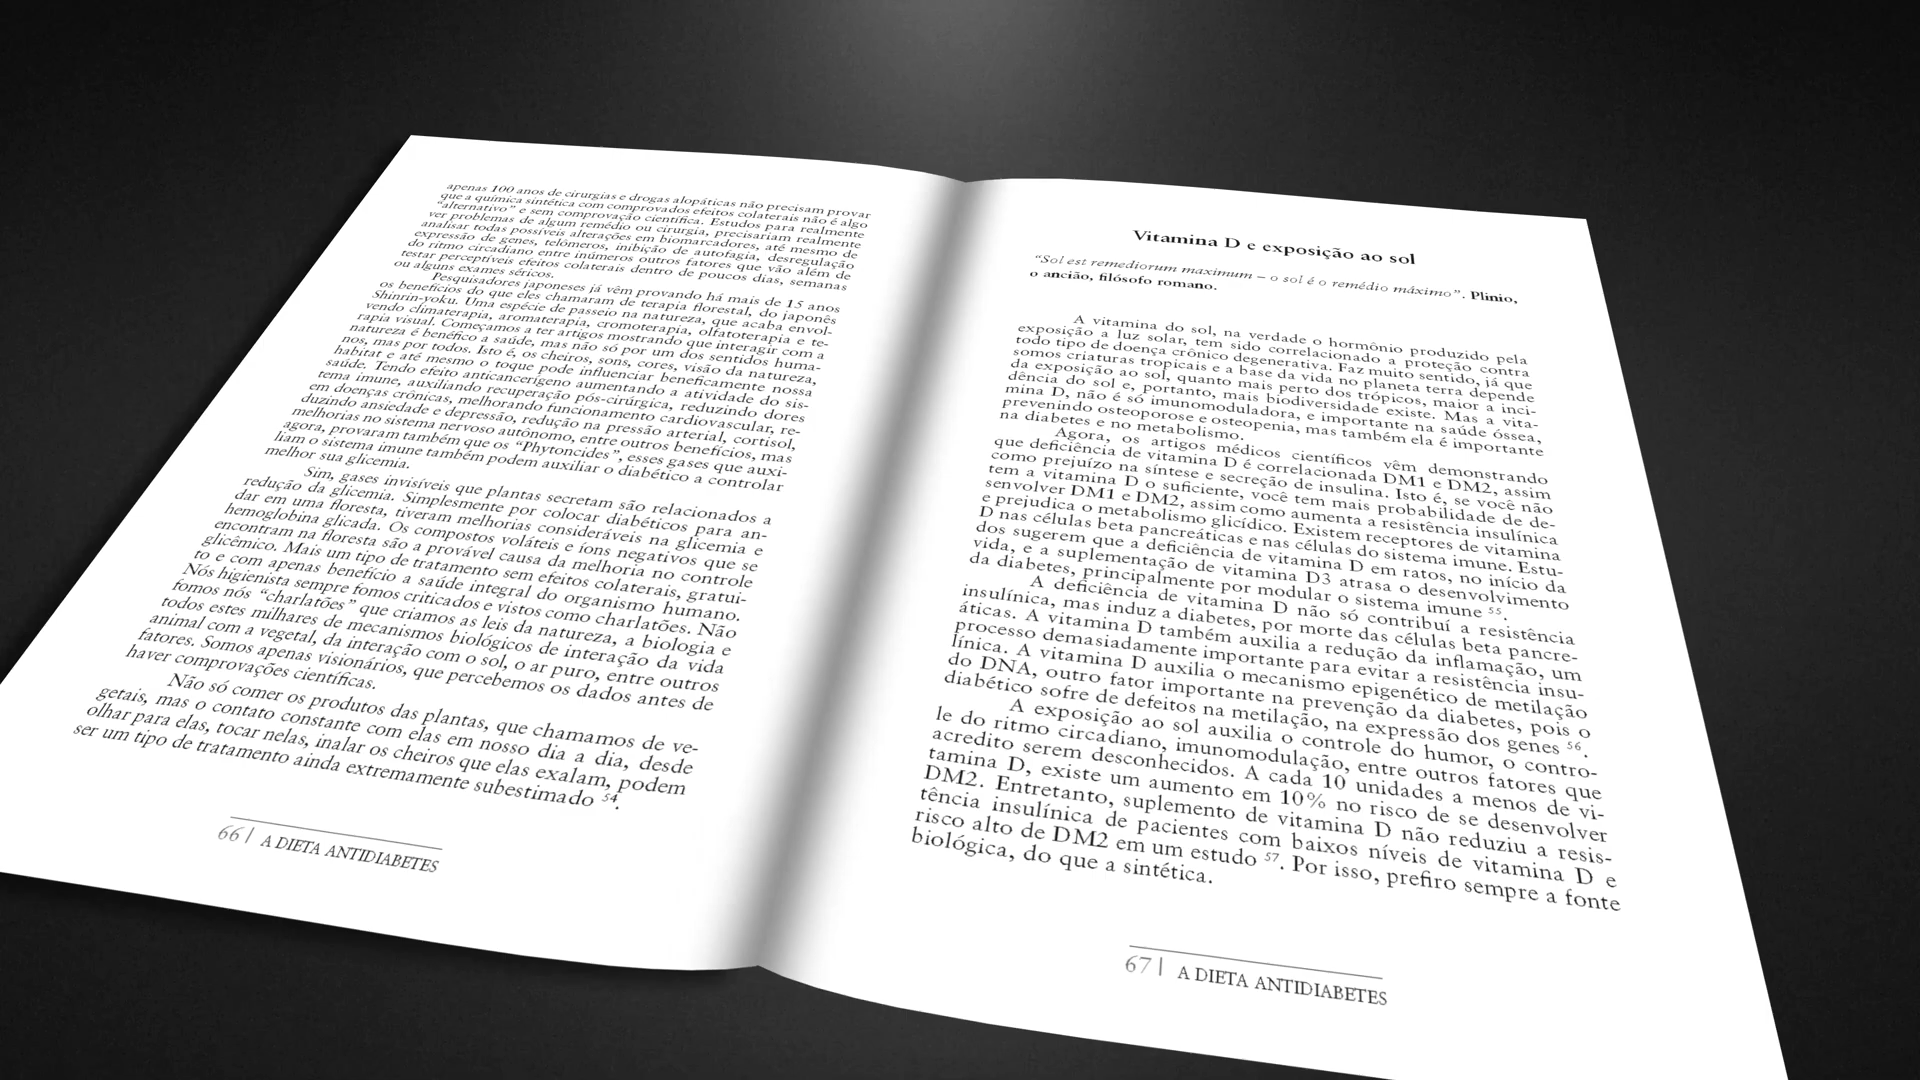 apenas 100 anos de cirurgias e drogas alopáticas não precisam provar
que a química sintética com comprovados efeitos colaterais não é algo
“alternativo” e sem comprovação científica. Estudos para realmente
ver problemas de algum remédio ou cirurgia, precisariam realmente
analisar todas possíveis alterações em biomarcadores, até mesmo de
expressão de genes, telômeros, inibição de autofagia, desregulação
do ritmo circadiano entre inúmeros outros fatores que vão além de
testar perceptíveis efeitos colaterais dentro de poucos dias, semanas
ou alguns exames séricos.
Pesquisadores japoneses já vêm provando há mais de 15 anos
os benefícios do que eles chamaram de terapia florestal, do japonês
Shinrin-yoku. Uma espécie de passeio na natureza, que acaba envol-
vendo climaterapia, aromaterapia, cromoterapia, olfatoterapia e te-
rapia visual. Começamos a ter artigos mostrando que interagir com a
natureza é benéfico a saúde, mas não só por um dos sentidos huma-
nos, mas por todos. Isto é, os cheiros, sons, cores, visão da natureza,
habitat e até mesmo o toque pode influenciar beneficamente nossa
saúde. Tendo efeito anticancerígeno aumentando a atividade do sis-
tema imune, auxiliando recuperação pós-cirúrgica, reduzindo dores
em doenças crônicas, melhorando funcionamento cardiovascular, re-
duzindo ansiedade e depressão, redução na pressão arterial, cortisol,
melhorias no sistema nervoso autônomo, entre outros benefícios, mas
agora, provaram também que os “Phytoncides”, esses gases que auxi-
liam o sistema imune também podem auxiliar o diabético a controlar
melhor sua glicemia.
Sim, gases invisíveis que plantas secretam são relacionados a
redução da glicemia. Simplesmente por colocar diabéticos para an-
dar em uma floresta, tiveram melhorias consideráveis na glicemia e
hemoglobina glicada. Os compostos voláteis e íons negativos que se
encontram na floresta são a provável causa da melhoria no controle
glicêmico. Mais um tipo de tratamento sem efeitos colaterais, gratui-
to e com apenas benefício a saúde integral do organismo humano.
Nós higienista sempre fomos criticados e vistos como charlatões. Não
fomos nós “charlatões” que criamos as leis da natureza, a biologia e
todos estes milhares de mecanismos biológicos de interação da vida
animal com a vegetal, da interação com o sol, o ar puro, entre outros
fatores. Somos apenas visionários, que percebemos os dados antes de
haver comprovações científicas.
Não só comer os produtos das plantas, que chamamos de ve-
getais, mas o contato constante com elas em nosso dia a dia, desde
olhar para elas, tocar nelas, inalar os cheiros que elas exalam, podem
ser um tipo de tratamento ainda extremamente subestimado 54.
66 | A DIETA ANTIDIABETES
Vitamina D e exposição ao sol
“Sol est remediorum maximum – o sol é o remédio máximo”. Plinio,
o ancião, filósofo romano.
A vitamina do sol, na verdade o hormônio produzido pela
exposição a luz solar, tem sido correlacionado a proteção contra
todo tipo de doença crônico degenerativa. Faz muito sentido, já que
somos criaturas tropicais e a base da vida no planeta terra depende
da exposição ao sol, quanto mais perto dos trópicos, maior a inci-
dência do sol e, portanto, mais biodiversidade existe. Mas a vita-
mina D, não é só imunomoduladora, e importante na saúde óssea,
prevenindo osteoporose e osteopenia, mas também ela é importante
na diabetes e no metabolismo.
Agora, os artigos médicos científicos vêm demonstrando
que deficiência de vitamina D é correlacionada DM1 e DM2, assim
como prejuízo na síntese e secreção de insulina. Isto é, se você não
tem a vitamina D o suficiente, você tem mais probabilidade de de-
senvolver DM1 e DM2, assim como aumenta a resistência insulínica
e prejudica o metabolismo glicídico. Existem receptores de vitamina
D nas células beta pancreáticas e nas células do sistema imune. Estu-
dos sugerem que a deficiência de vitamina D em ratos, no início da
vida, e a suplementação de vitamina D3 atrasa o desenvolvimento
da diabetes, principalmente por modular o sistema imune 55.
A deficiência de vitamina D não só contribuí a resistência
insulínica, mas induz a diabetes, por morte das células beta pancre-
áticas. A vitamina D também auxilia a redução da inflamação, um
processo demasiadamente importante para evitar a resistência insu-
línica. A vitamina D auxilia o mecanismo epigenético de metilação
do DNA, outro fator importante na prevenção da diabetes, pois o
diabético sofre de defeitos na metilação, na expressão dos genes 56.
A exposição ao sol auxilia o controle do humor, o contro-
le do ritmo circadiano, imunomodulação, entre outros fatores que
acredito serem desconhecidos. A cada 10 unidades a menos de vi-
tamina D, existe um aumento em 10% no risco de se desenvolver
DM2. Entretanto, suplemento de vitamina D não reduziu a resis-
tência insulínica de pacientes com baixos níveis de vitamina D e
risco alto de DM2 em um estudo 57. Por isso, prefiro sempre a fonte
biológica, do que a sintética.
67 | A DIETA ANTIDIABETES